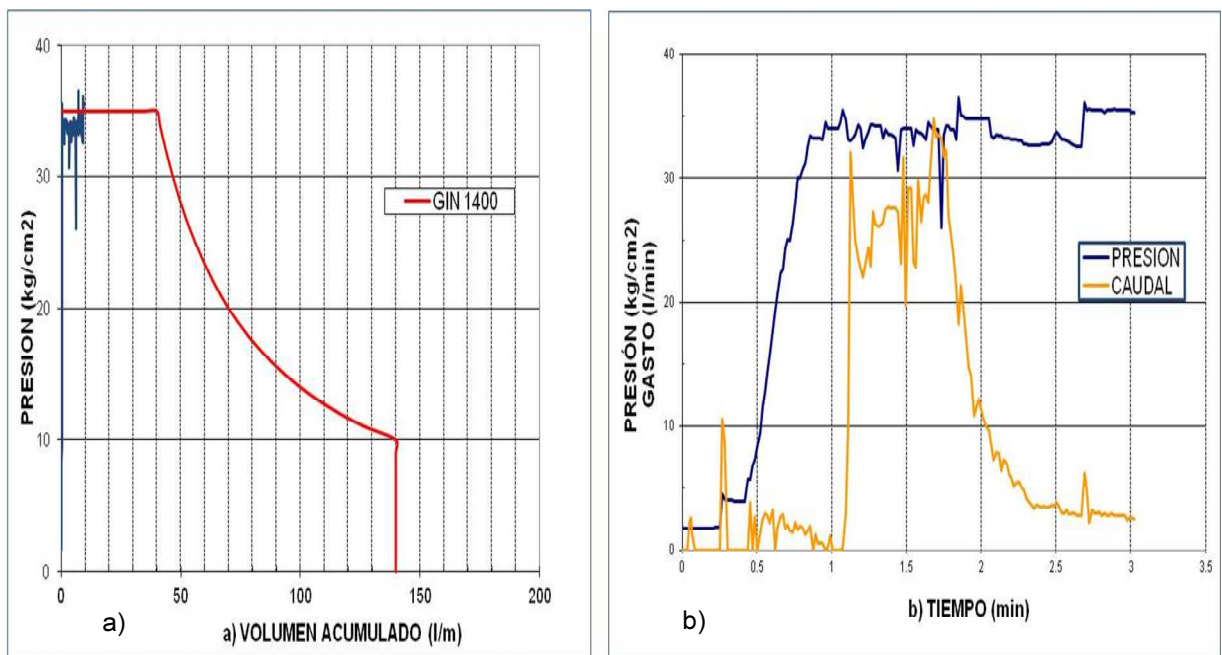 40
30
20
10
0
PRESION (kg/cm2)
GIN 1400
0
50
100
150
200
a)
a) VOLUMEN ACUMULADO (l/m)
40
30
20
10
0
PRESIÓN (kg/cm2)
GASTO (l/min)
PRESION
CAUDAL
0
0.5
1
1.5
2
2.5
3
3.5
b)
b) TIEMPO (min)